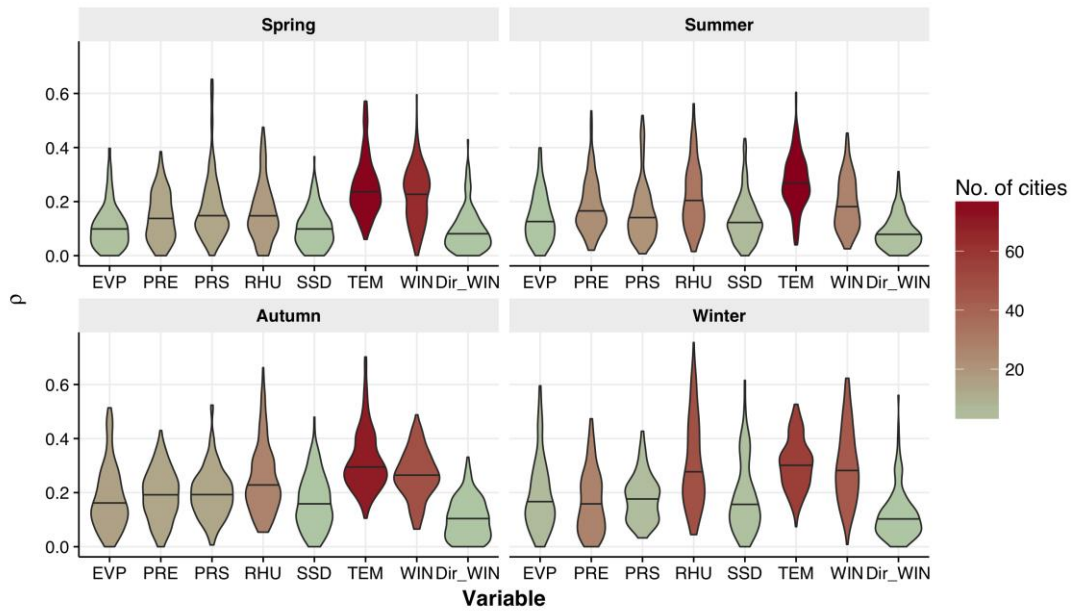 Spring
Summer
0.6
0.4
0.2
0.0
EVP PRE PRS RHU SSD TEM WIN Dir_WIN
EVP PRE PRS RHU SSD TEM WIN Dir_WIN
ρ
Autumn
Winter
0.6
0.4
0.2
0.0
EVP PRE PRS RHU SSD TEM WIN Dir_WIN
EVP PRE PRS RHU SSD TEM WIN Dir_WIN
Variable
No. of cities
60
40
20